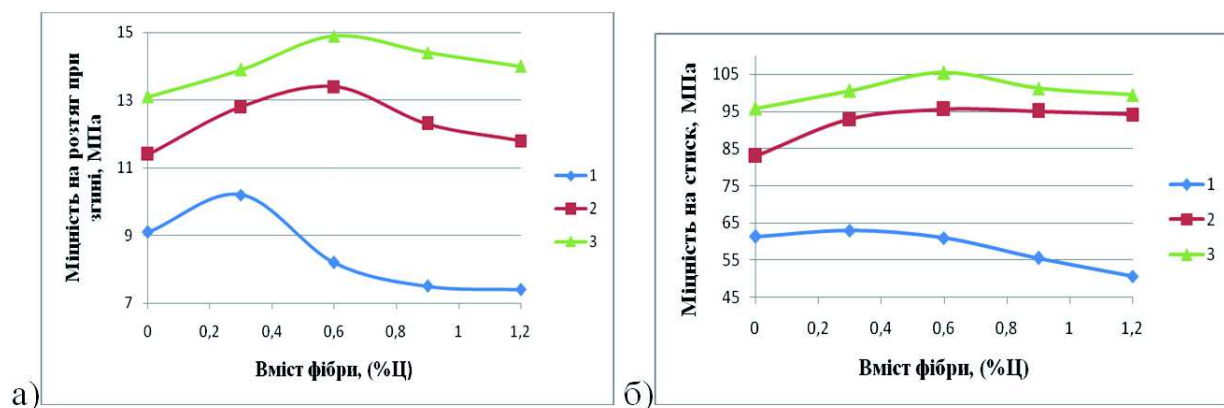 Міцність на розтяг при
згині, МПа
15
13
11
9
7
0 0,2 0,4 0,6 0,8 1 1,2
Вміст фібри, (%Ц)
1
2
3
а)
Міцність на стиск, МПа
105
95
85
75
65
55
45
0 0,2 0,4 0,6 0,8 1 1,2
Вміст фібри, (%Ц)
1
2
3
б)